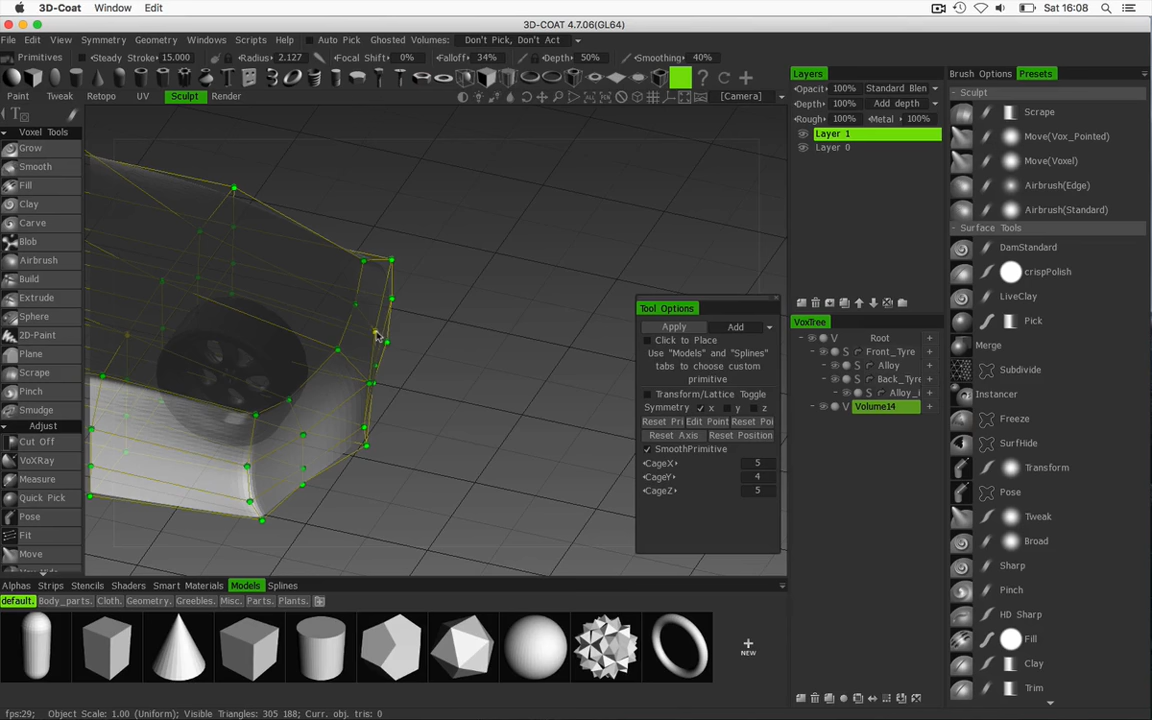 3D-Coat Window Edit Sat 16:08
3D-COAT 4.7.06(GL64)
File Edit View Symmetry Geometry Windows Scripts Help Auto Pick Ghosted Volumes: Don't Pick, Don't Act
Primitives Steady Stroke 15.000 Radius 2.127 Focal Shift 0% Falloff 34% Depth 50% Smoothing 40%
Paint Tweak Retopo UV Sculpt Render [Camera]
Voxel Tools
Grow
Smooth
Fill
Clay
Carve
Blob
Airbrush
Build
Extrude
Sphere
2D-Paint
Plane
Scrape
Pinch
Smudge
Adjust
Cut Off
VoXRay
Measure
Quick Pick
Pose
Fit
Move
Tool Options
Apply Add
Click to Place
Use "Models" and "Splines"
tabs to choose custom
primitive
Transform/Lattice Toggle
Symmetry x y z
Reset Pri Edit Point Reset Poi
Reset Axis Reset Position
SmoothPrimitive
CageX 5
CageY 4
CageZ 5
Layers
Opacit 100% Standard Blen
Depth 100% Add depth
Rough 100% Metal 100%
Layer 1
Layer 0
VoxTree
V Root
S Front_Tyre
S Alloy
S Back_Tyre
S Alloy_i
V Volume14
Brush Options Presets
Sculpt
Scrape
Move(Vox_Pointed)
Move(Voxel)
Airbrush(Edge)
Airbrush(Standard)
Surface Tools
DamStandard
crispPolish
LiveClay
Pick
Merge
Subdivide
Instancer
Freeze
SurfHide
Transform
Pose
Tweak
Broad
Sharp
Pinch
HD Sharp
Fill
Clay
Trim
Alphas Strips Stencils Shaders Smart Materials Models Splines
default. Body_parts. Cloth. Geometry. Greebles. Misc. Parts. Plants.
NEW
fps:29; Object Scale: 1.00 (Uniform); Visible Triangles: 305 188; Curr. obj, tris: 0